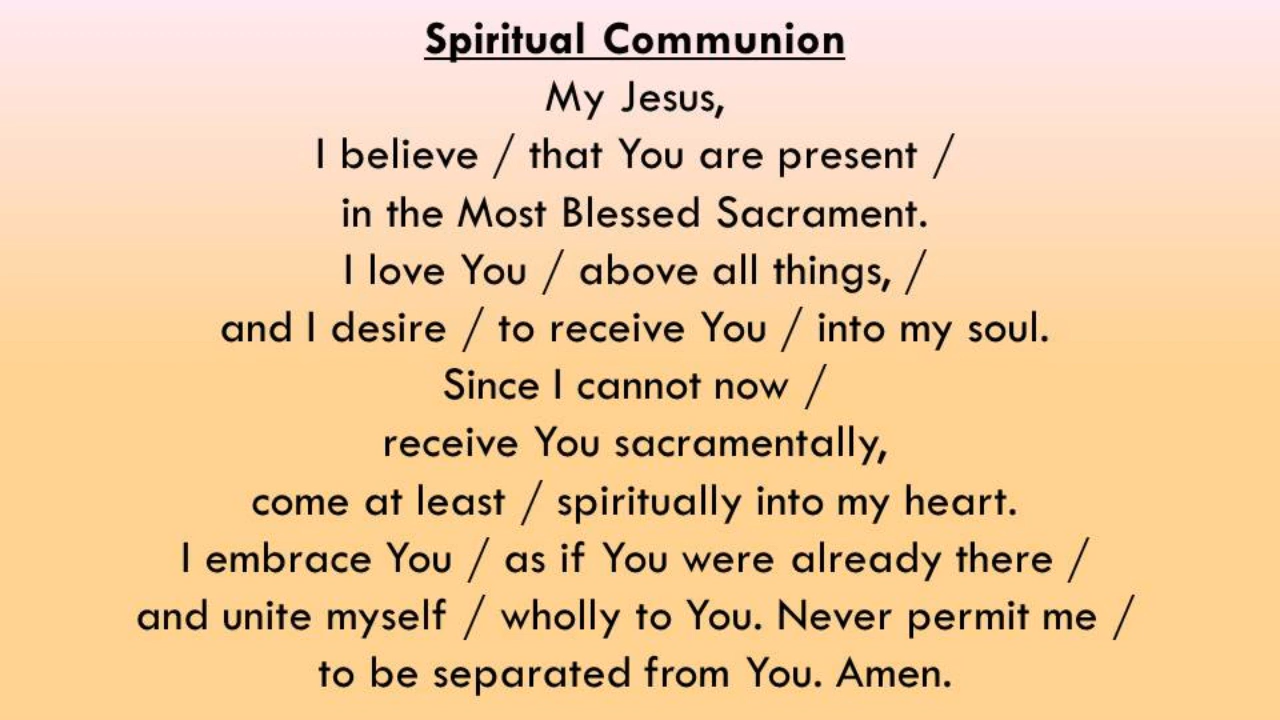 Spiritual Communion
My Jesus,
I believe / that You are present /
in the Most Blessed Sacrament.
I love You / above all things, /
and I desire / to receive You / into my soul.
Since I cannot now /
receive You sacramentally,
come at least / spiritually into my heart.
I embrace You / as if You were already there /
and unite myself / wholly to You. Never permit me /
to be separated from You. Amen.